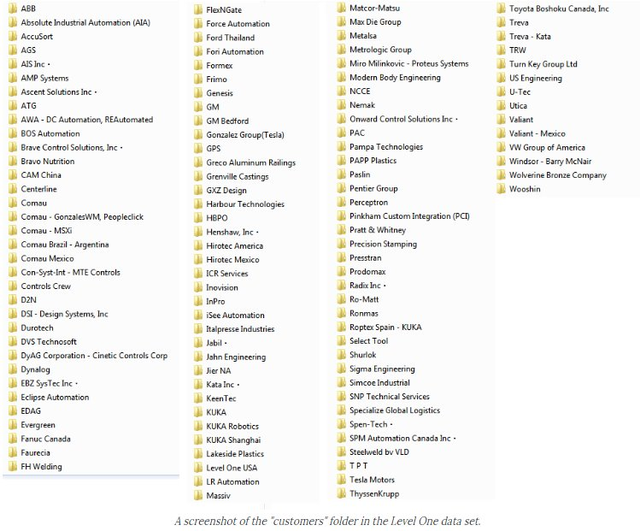 ABB
Absolute Industrial Automation (AIA)
AccuSort
AGS
AIS Inc •
AMP Systems
Ascent Solutions Inc •
ATG
AWA - DC Automation, REAutomated
BOS Automation
Brave Control Solutions, Inc •
Bravo Nutrition
CAM China
Centerline
Comau
Comau - GonzalesWM, Peopleclick
Comau - MSXi
Comau Brazil - Argentina
Comau Mexico
Con-Syst-Int - MTE Controls
Controls Crew
D2N
DSI - Design Systems, Inc
Durotech
DVS Technosoft
DyAG Corporation - Cinetic Controls Corp
Dynalog
EBZ SysTec Inc •
Eclipse Automation
EDAG
Evergreen
Fanuc Canada
Faurecia
FH Welding
FlexNGate
Force Automation
Ford Thailand
Fori Automation
Formex
Frimo
Genesis
GM
GM Bedford
Gonzalez Group(Tesla)
GPS
Greco Aluminum Railings
Grenville Castings
GXZ Design
Harbour Technologies
HBPO
Henshaw, Inc •
Hirotec America
Hirotec Mexico
ICR Services
Inovision
InPro
iSee Automation
Italpresse Industries
Jabil •
Jahn Engineering
Jier NA
Kata Inc •
KeenTec
KUKA
KUKA Robotics
KUKA Shanghai
Lakeside Plastics
Level One USA
LR Automation
Massiv
Matcor-Matsu
Max Die Group
Metalsa
Metrologic Group
Miro Milinkovic - Proteus Systems
Modern Body Engineering
NCCE
Nemak
Onward Control Solutions Inc •
PAC
Pampa Technologies
PAPP Plastics
Paslin
Pentier Group
Perceptron
Pinkham Custom Integration (PCI)
Pratt & Whitney
Precision Stamping
Presstran
Prodomax
Radix Inc •
Ro-Matt
Ronmas
Roptex Spain - KUKA
Select Tool
Shurlok
Sigma Engineering
Simcoe Industrial
SNP Technical Services
Specialize Global Logistics
Spen-Tech •
SPM Automation Canada Inc •
Steelweld bv VLD
T P T
Tesla Motors
ThyssenKrupp
Toyota Boshoku Canada, Inc
Treva
Treva - Kata
TRW
Turn Key Group Ltd
US Engineering
U-Tec
Utica
Valiant
Valiant - Mexico
VW Group of America
Windsor - Barry McNair
Wolverine Bronze Company
Wooshin
A screenshot of the "customers" folder in the Level One data set.